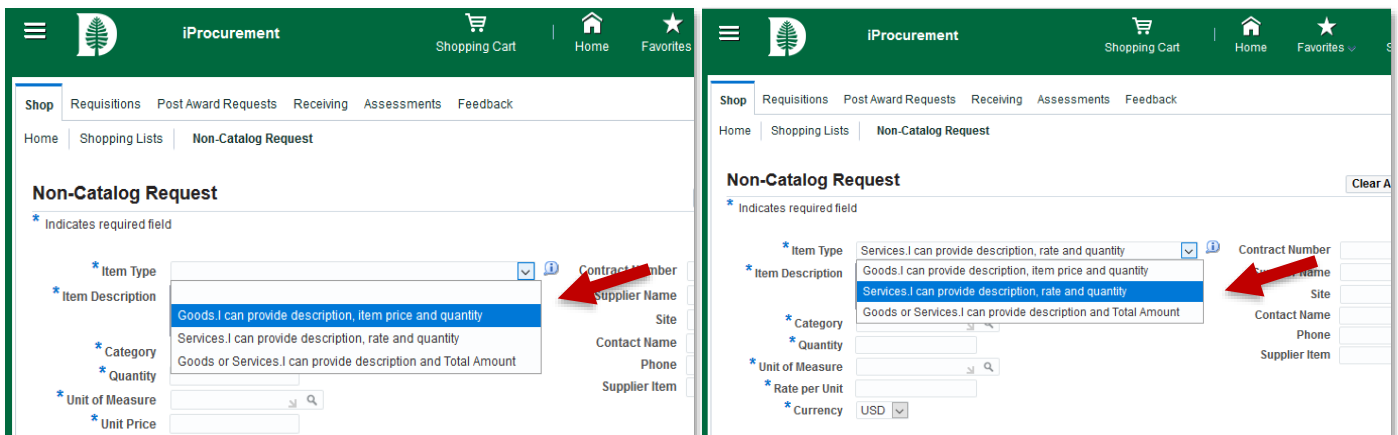 iProcurement
Shopping Cart
Home
Favorites
Shop Requisitions Post Award Requests Receiving Assessments Feedback
Home Shopping Lists Non-Catalog Request
Non-Catalog Request
* Indicates required field
* Item Type
Contract Number
* Item Description
Supplier Name
Goods.I can provide description, item price and quantity
Site
Services.I can provide description, rate and quantity
Contact Name
* Category
Goods or Services.I can provide description and Total Amount
Phone
* Quantity
Supplier Item
* Unit of Measure
* Unit Price
iProcurement
Shopping Cart
Home
Favorites
Shop Requisitions Post Award Requests Receiving Assessments Feedback
Home Shopping Lists Non-Catalog Request
Non-Catalog Request
Clear A
* Indicates required field
* Item Type Services.I can provide description, rate and quantity
Contract Number
* Item Description
Goods.I can provide description, item price and quantity
Name
Services.I can provide description, rate and quantity
Site
Goods or Services.I can provide description and Total Amount
Contact Name
* Category
Phone
* Quantity
Supplier Item
* Unit of Measure
* Rate per Unit
* Currency USD